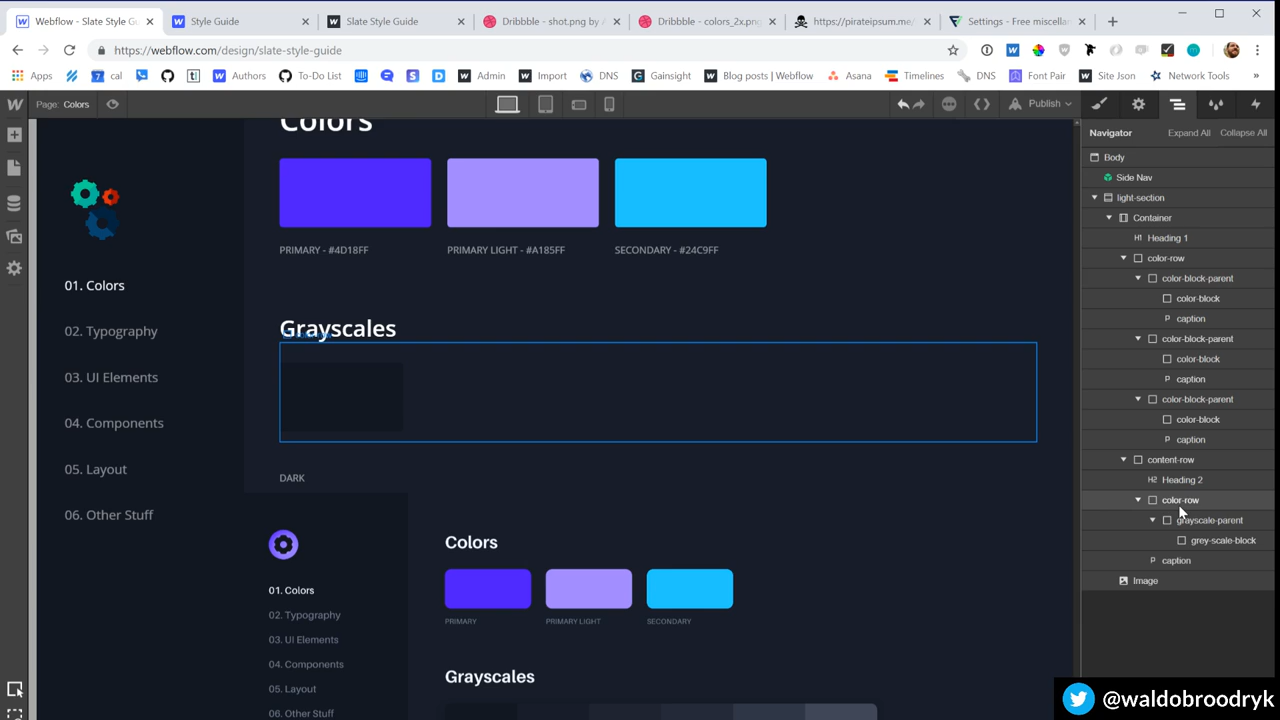 Webflow - Slate Style Gu
Style Guide
Slate Style Guide
Dribbble - shot.png by A
Dribbble - colors_2x.png
https://pirateipsum.me/
Settings - Free miscellan
https://webflow.com/design/slate-style-guide
Apps
cal
Authors
To-Do List
DNS
Admin
Import
DNS
Gainsight
Blog posts | Webflow
Asana
Timelines
DNS
Font Pair
Site Json
Network Tools
»
Page: Colors
Publish
Navigator
Expand All
Collapse All
Body
Side Nav
light-section
Container
H1 Heading 1
color-row
color-block-parent
color-block
P caption
color-block-parent
color-block
P caption
color-block-parent
color-block
P caption
content-row
H2 Heading 2
color-row
grayscale-parent
grey-scale-block
P caption
Image
01. Colors
02. Typography
03. UI Elements
04. Components
05. Layout
06. Other Stuff
Colors
PRIMARY - #4D18FF
PRIMARY LIGHT - #A185FF
SECONDARY - #24C9FF
Grayscales
DARK
01. Colors
02. Typography
03. UI Elements
04. Components
05. Layout
06. Other Stuff
Colors
PRIMARY
PRIMARY LIGHT
SECONDARY
Grayscales
@waldobroodryk